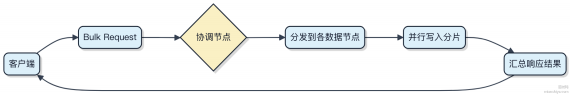 客户端
Bulk Request
协调节点
分发到各数据节点
并行写入分片
汇总响应结果